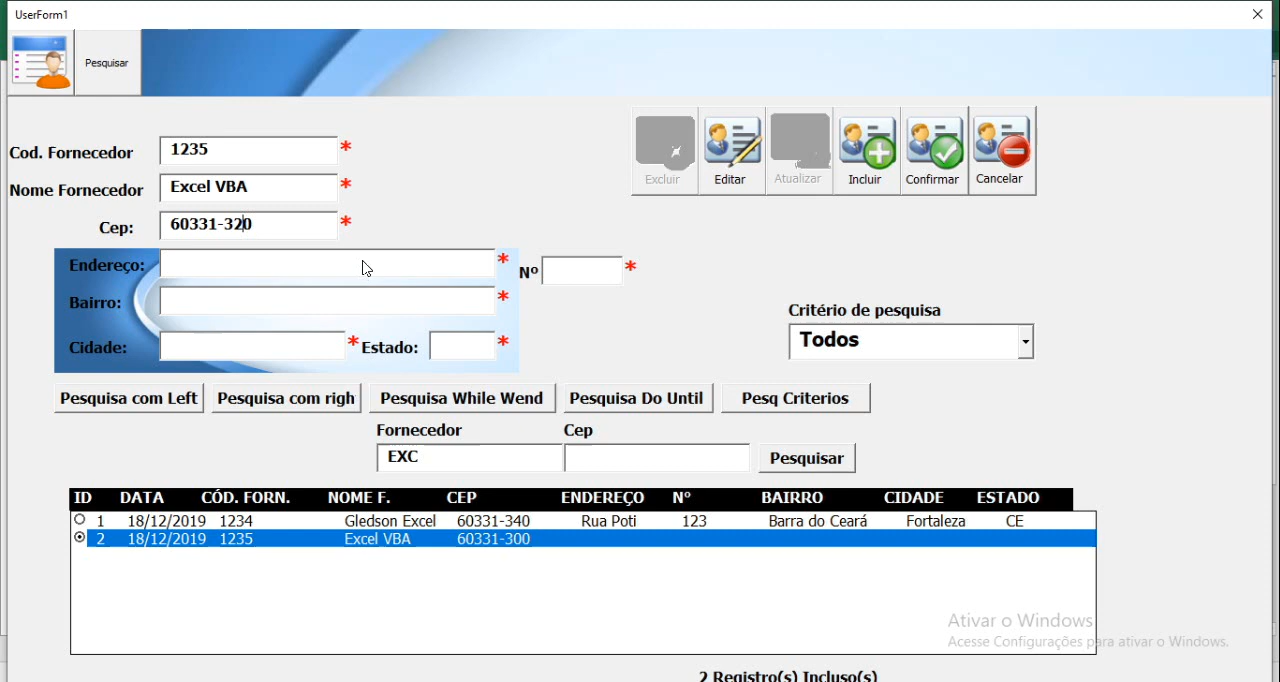 UserForm1
Pesquisar
Cod. Fornecedor 1235 *
Nome Fornecedor Excel VBA *
Cep: 60331-320 *
Excluir Editar Atualizar Incluir Confirmar Cancelar
Endereço: * Nº *
Bairro: *
Cidade: * Estado: *
Critério de pesquisa
Todos
Pesquisa com Left Pesquisa com righ Pesquisa While Wend Pesquisa Do Until Pesq Criterios
Fornecedor Cep
EXC Pesquisar
ID DATA CÓD. FORN. NOME F. CEP ENDEREÇO Nº BAIRRO CIDADE ESTADO
1 18/12/2019 1234 Gledson Excel 60331-340 Rua Poti 123 Barra do Ceará Fortaleza CE
2 18/12/2019 1235 Excel VBA 60331-300
Ativar o Windows
Acesse Configurações para ativar o Windows.
2 Registro(s) Incluso(s)